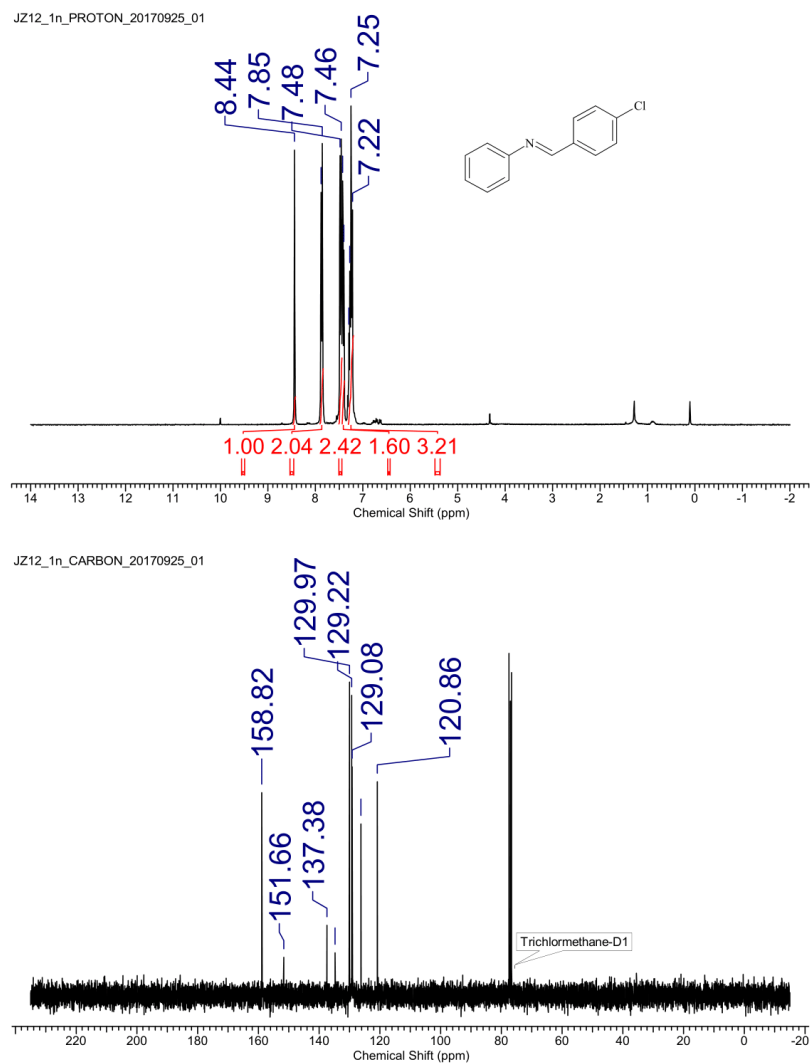 JZ12_1n_PROTON_20170925_01
8.44
7.85
7.48
7.46
7.25
7.22
N
Cl
1.00 2.04 2.42 1.60 3.21
14 13 12 11 10 9 8 7 6 5 4 3 2 1 0 -1 -2
Chemical Shift (ppm)
JZ12_1n_CARBON_20170925_01
158.82
151.66
137.38
129.97
129.22
129.08
120.86
Trichlormethane-D1
220 200 180 160 140 120 100 80 60 40 20 0 -20
Chemical Shift (ppm)